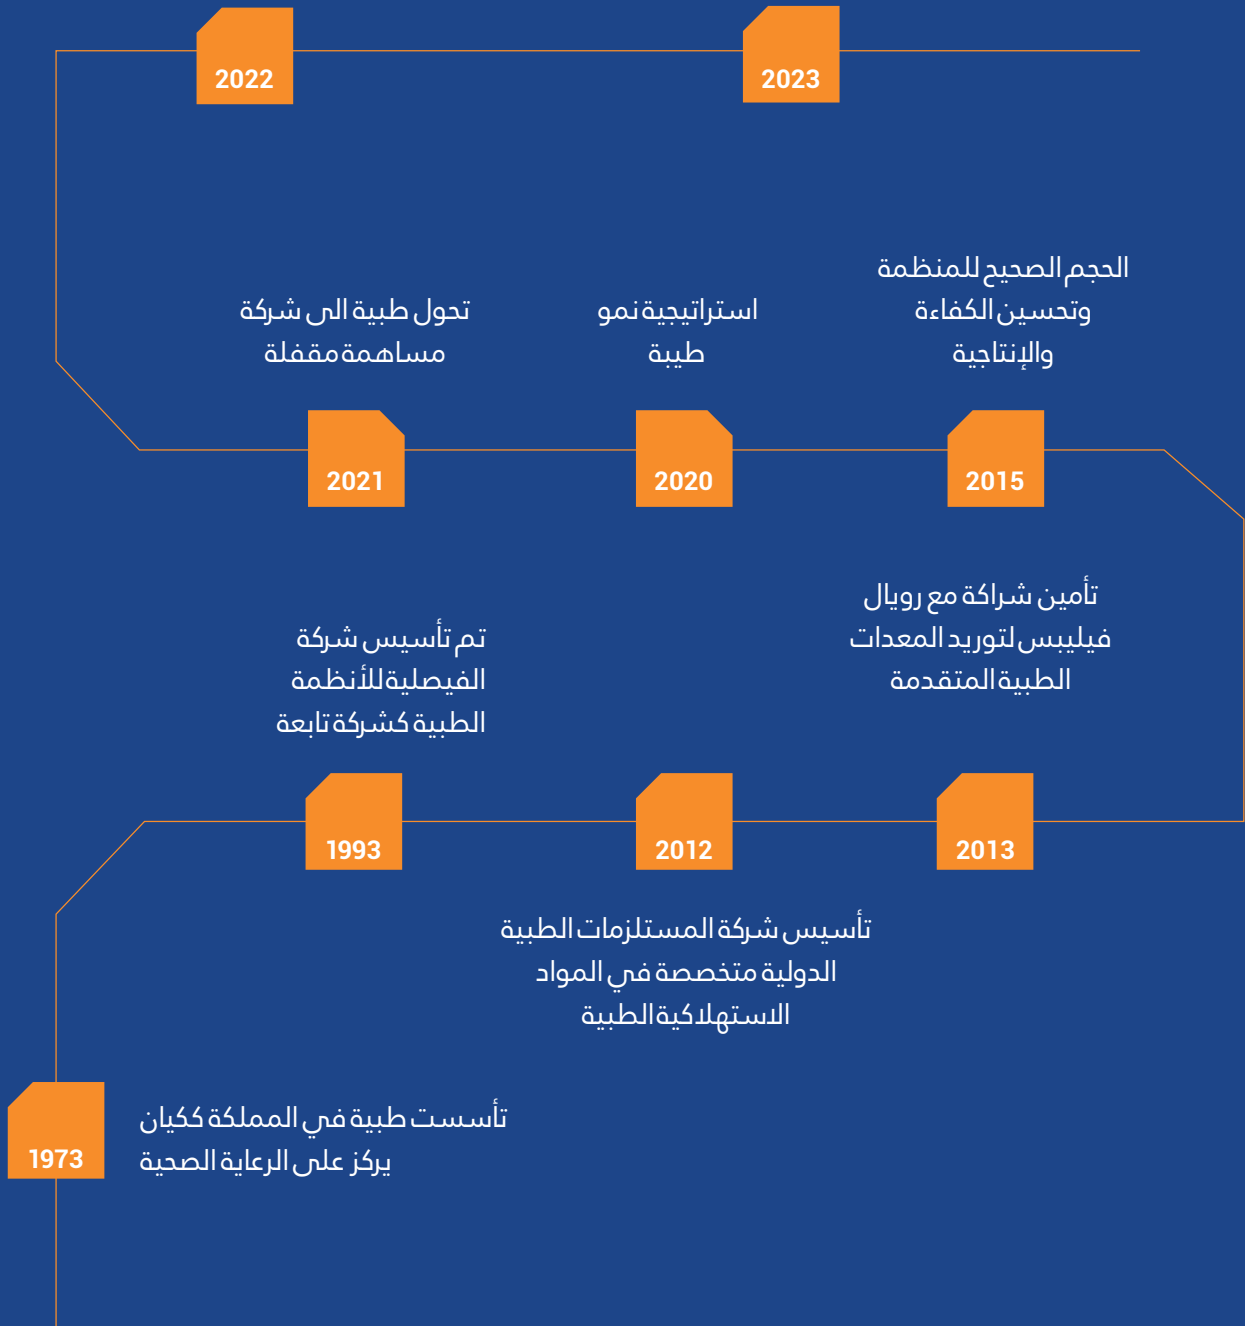 2022
2023
الحجم الصحيح للمنظمة
وتحسين الكفاءة
والإنتاجية
استراتيجية نمو
طيبة
تحول طبية الى شركة
مساهمة مقفلة
2015
2020
2021
تأمين شراكة مع رويال
فيليبس لتوريد المعدات
الطبية المتقدمة
تم تأسيس شركة
الفيصلية للأنظمة
الطبية كشركة تابعة
2013
2012
1993
تأسيس شركة المستلزمات الطبية
الدولية متخصصة في المواد
الاستهلاكية الطبية
1973
تأسست طبية في المملكة ككيان
يركز على الرعاية الصحية